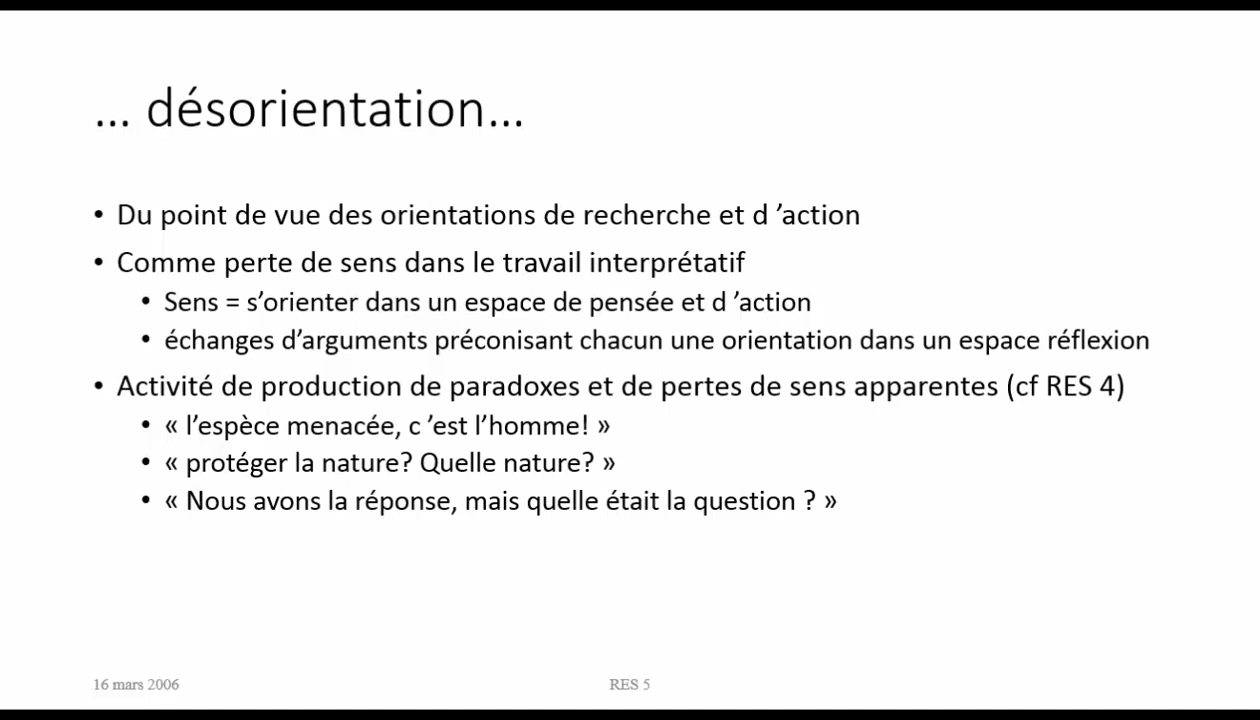 ... désorientation...
• Du point de vue des orientations de recherche et d ’action
• Comme perte de sens dans le travail interprétatif
• Sens = s’orienter dans un espace de pensée et d ’action
• échanges d’arguments préconisant chacun une orientation dans un espace réflexion
• Activité de production de paradoxes et de pertes de sens apparentes (cf RES 4)
• « l’espèce menacée, c ’est l’homme! »
• « protéger la nature? Quelle nature? »
• « Nous avons la réponse, mais quelle était la question ? »
16 mars 2006
RES 5